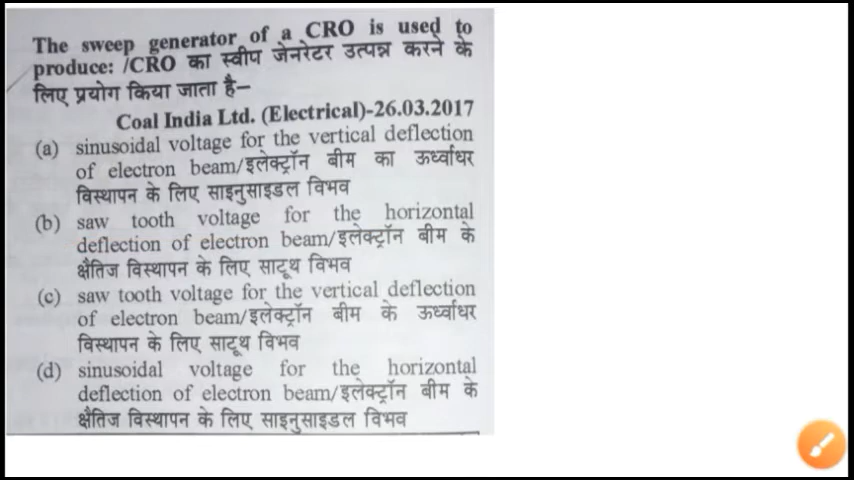 The sweep generator of a CRO is used to
produce: /CRO का स्वीप जेनरेटर उत्पन्न करने के
लिए प्रयोग किया जाता है–
Coal India Ltd. (Electrical)-26.03.2017
(a) sinusoidal voltage for the vertical deflection
of electron beam/इलेक्ट्रॉन बीम का ऊर्ध्वाधर
विस्थापन के लिए साइनुसाइडल विभव
(b) saw tooth voltage for the horizontal
deflection of electron beam/इलेक्ट्रॉन बीम के
क्षैतिज विस्थापन के लिए साटूथ विभव
(c) saw tooth voltage for the vertical deflection
of electron beam/इलेक्ट्रॉन बीम के ऊर्ध्वाधर
विस्थापन के लिए साटूथ विभव
(d) sinusoidal voltage for the horizontal
deflection of electron beam/इलेक्ट्रॉन बीम के
क्षैतिज विस्थापन के लिए साइनुसाइडल विभव